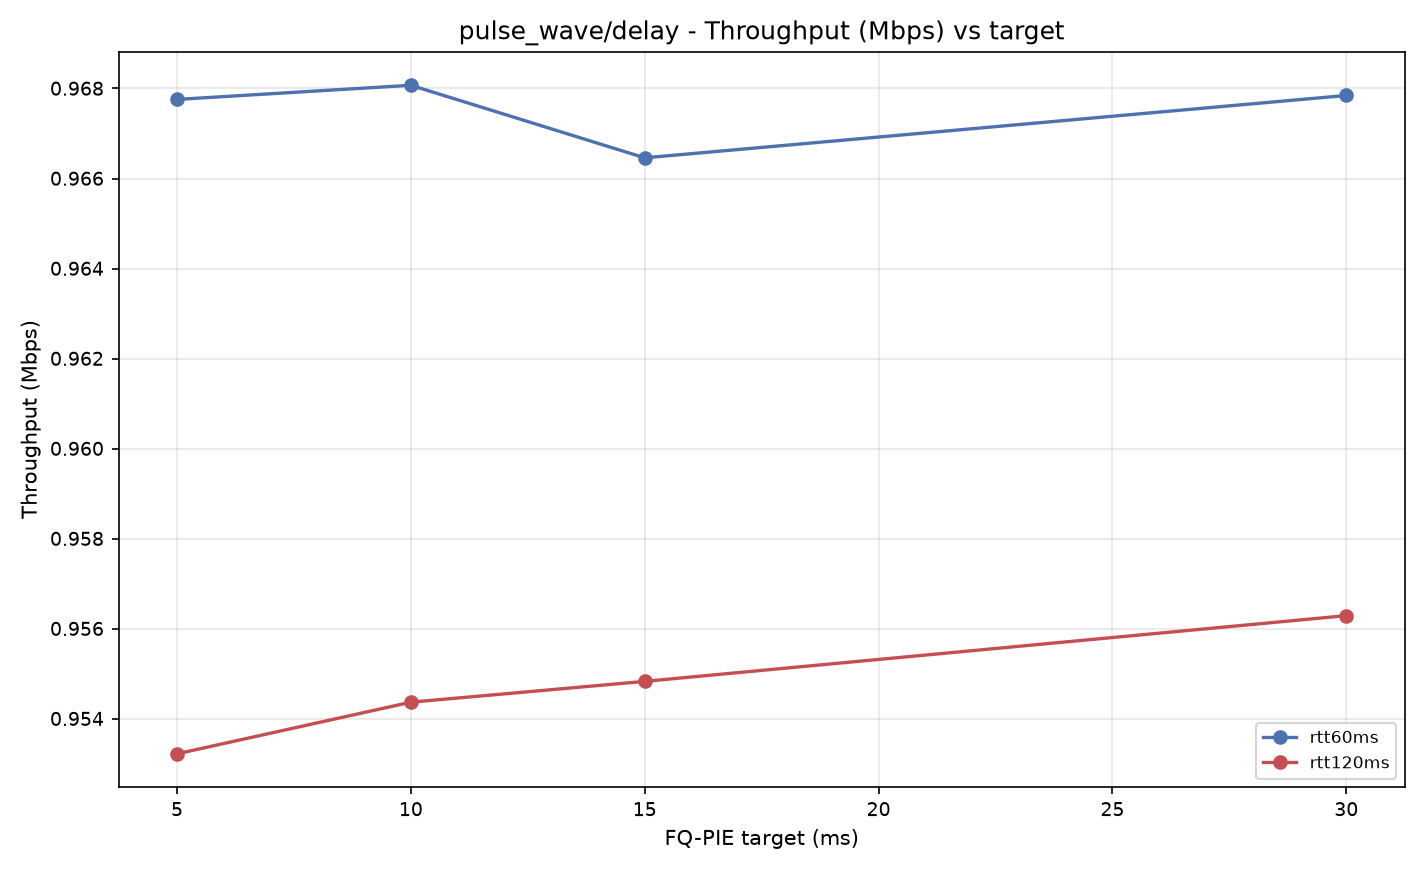 pulse_wave/delay - Throughput (Mbps) vs target
Throughput (Mbps)
0.968
0.966
0.964
0.962
0.960
0.958
0.956
0.954
5
10
15
20
25
30
FQ-PIE target (ms)
rtt60ms
rtt120ms